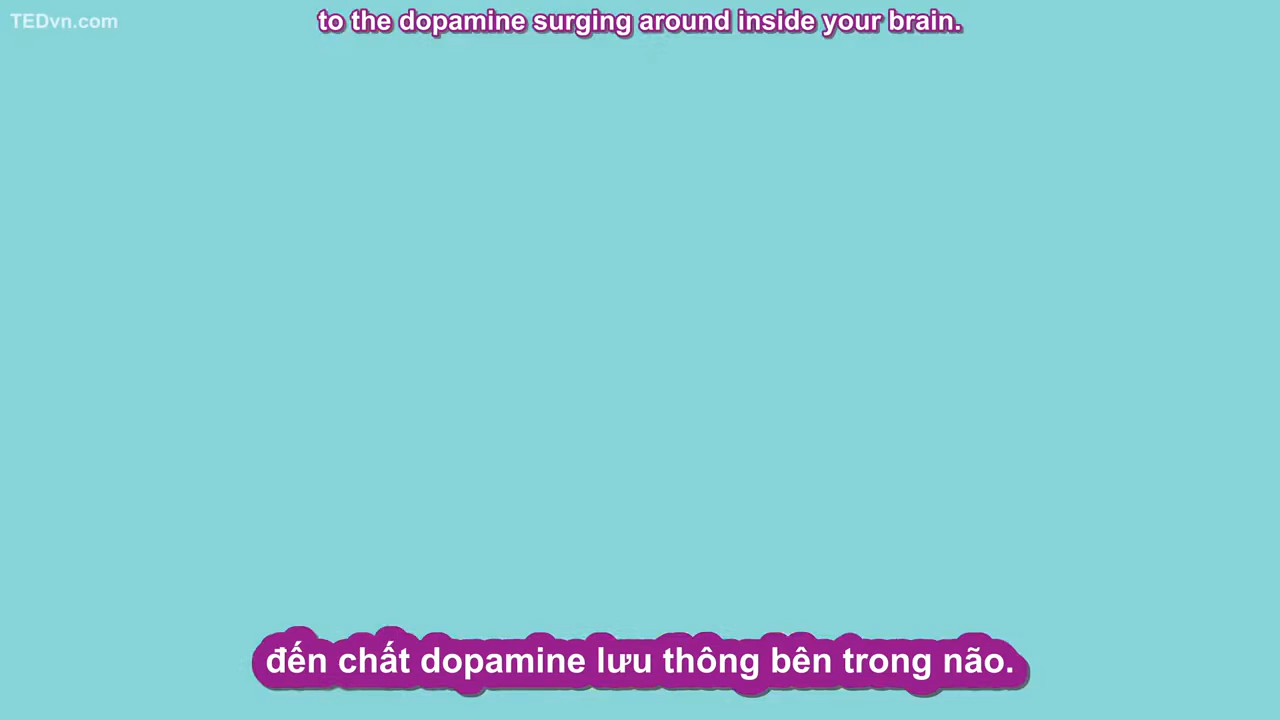 TEDvn.com
to the dopamine surging around inside your brain.
đến chất dopamine lưu thông bên trong não.